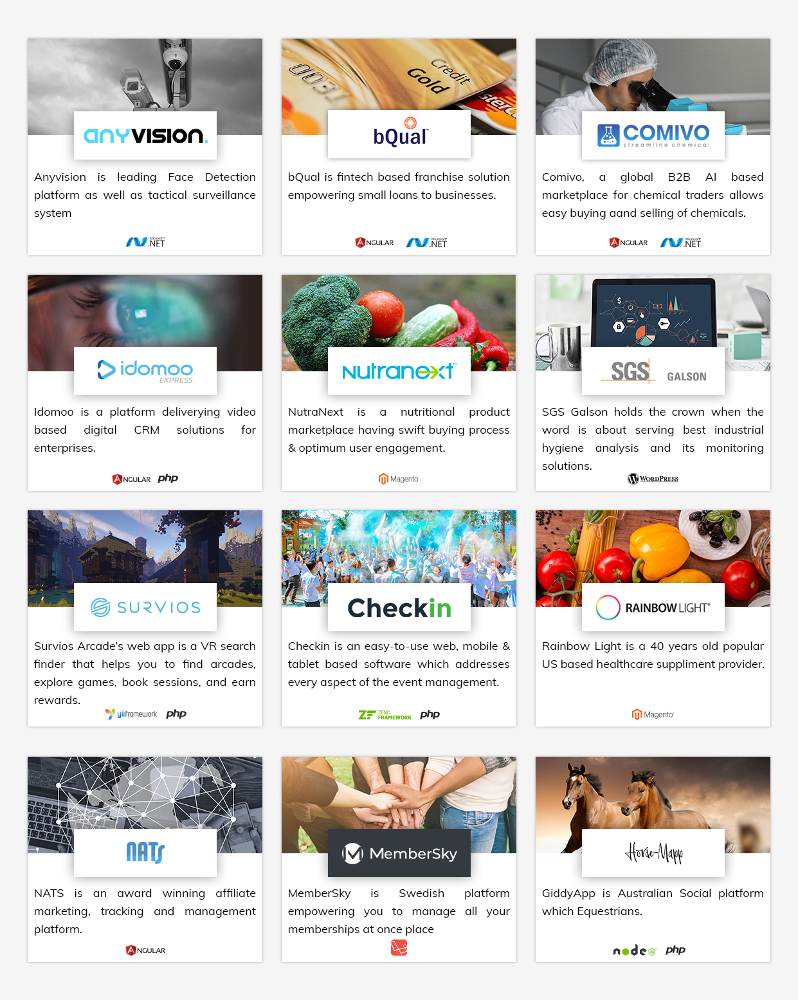 Credit
Gold
0031
anyVISION.
bQual™
COMIVO
streamline chemical
Anyvision is leading Face Detection
platform as well as tactical surveillance
system
Microsoft®
.NET
bQual is fintech based franchise solution
empowering small loans to businesses.
ANGULAR
Microsoft®
.NET
Comivo, a global B2B AI based
marketplace for chemical traders allows
easy buying aand selling of chemicals.
ANGULAR
Microsoft®
.NET
idomoo
EXPRESS
nutranext™
SGS GALSON
Idomoo is a platform deliverying video
based digital CRM solutions for
enterprises.
ANGULAR php
NutraNext is a nutritional product
marketplace having swift buying process
& optimum user engagement.
Magento®
SGS Galson holds the crown when the
word is about serving best industrial
hygiene analysis and its monitoring
solutions.
WORDPRESS
SURVIOS
Checkin
RAINBOW LIGHT®
Survios Arcade’s web app is a VR search
finder that helps you to find arcades,
explore games, book sessions, and earn
rewards.
yiiframework php
Checkin is an easy-to-use web, mobile &
tablet based software which addresses
every aspect of the event management.
ZF ZEND
FRAMEWORK php
Rainbow Light is a 40 years old popular
US based healthcare suppliment provider.
Magento®
NATS
MemberSky
Horse-Mapp
NATS is an award winning affiliate
marketing, tracking and management
platform.
ANGULAR
MemberSky is Swedish platform
empowering you to manage all your
memberships at once place
GiddyApp is Australian Social platform
which Equestrians.
node JS php